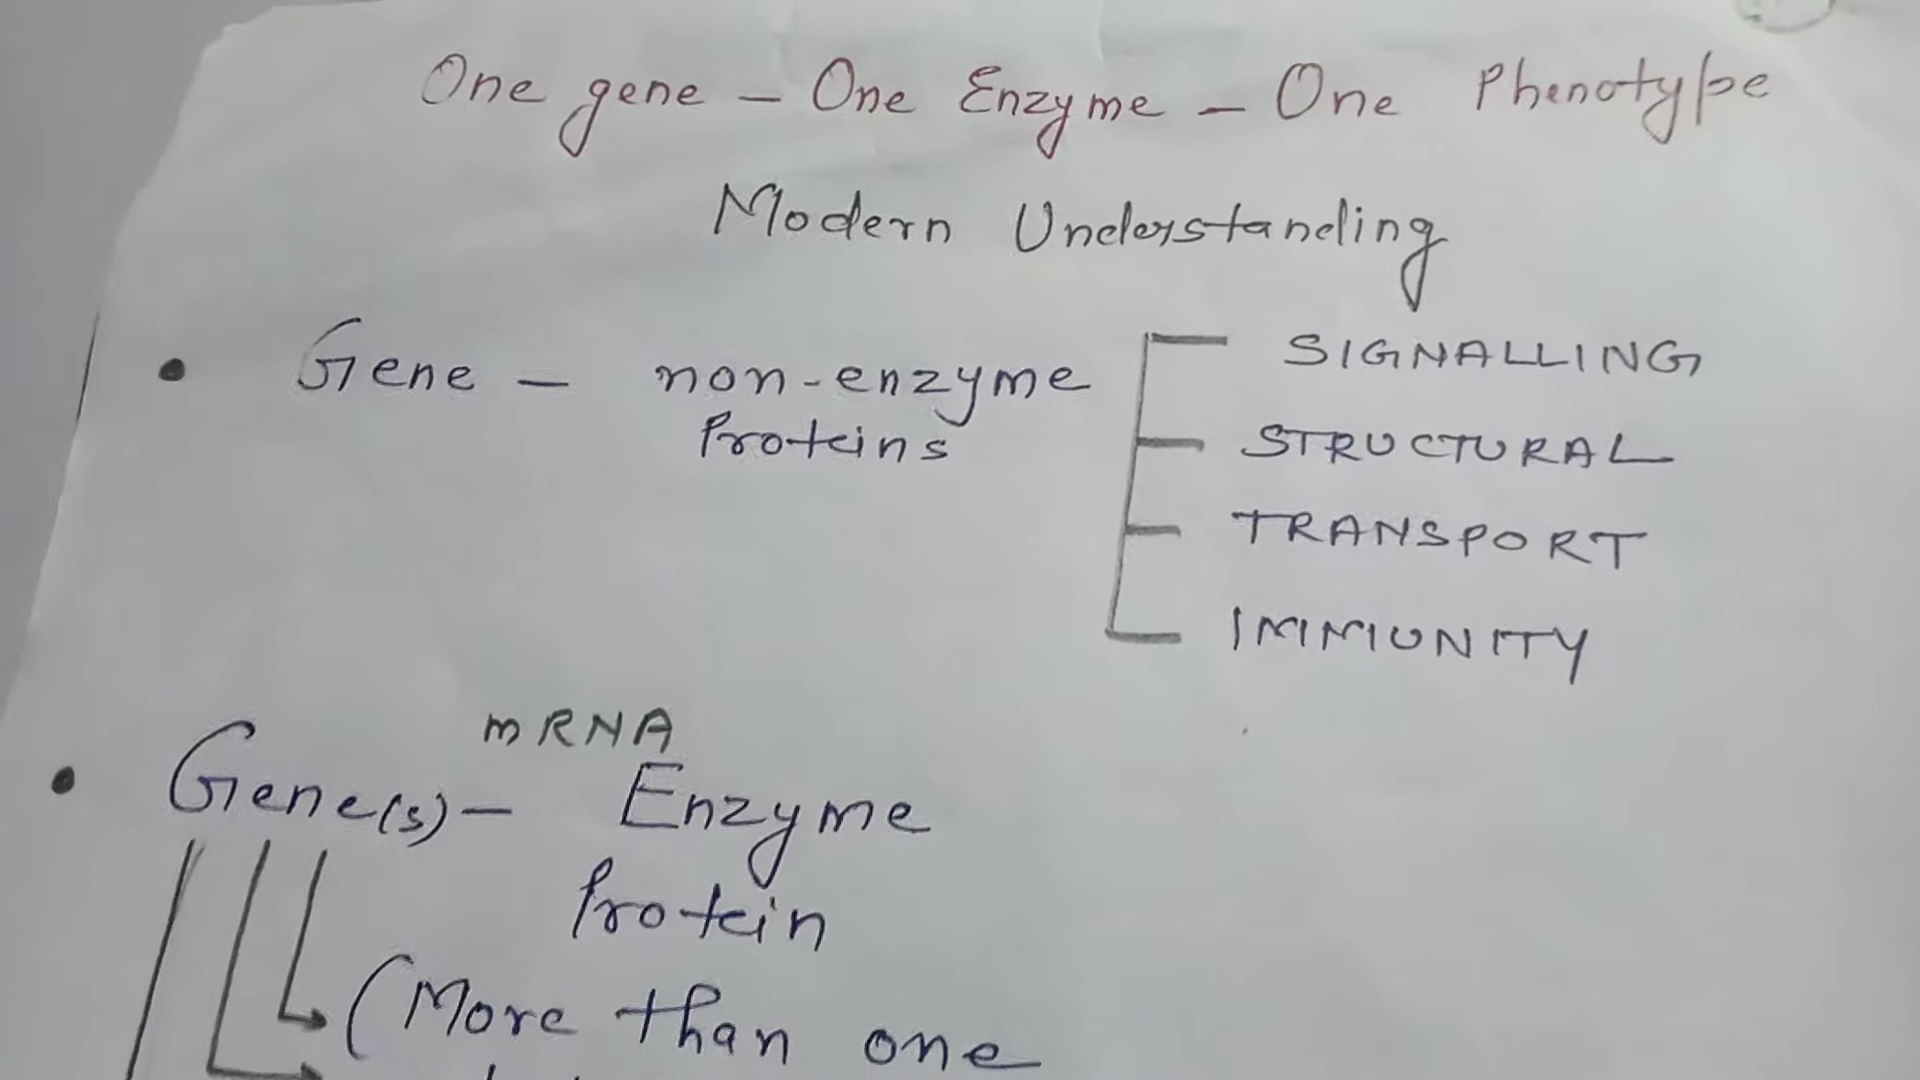 One gene – One Enzyme – One Phenotype
Modern Understanding
• Gene – non-enzyme
Proteins
SIGNALLING
STRUCTURAL
TRANSPORT
IMMUNITY
mRNA
• Gene(s) – Enzyme
Protein
(More than one